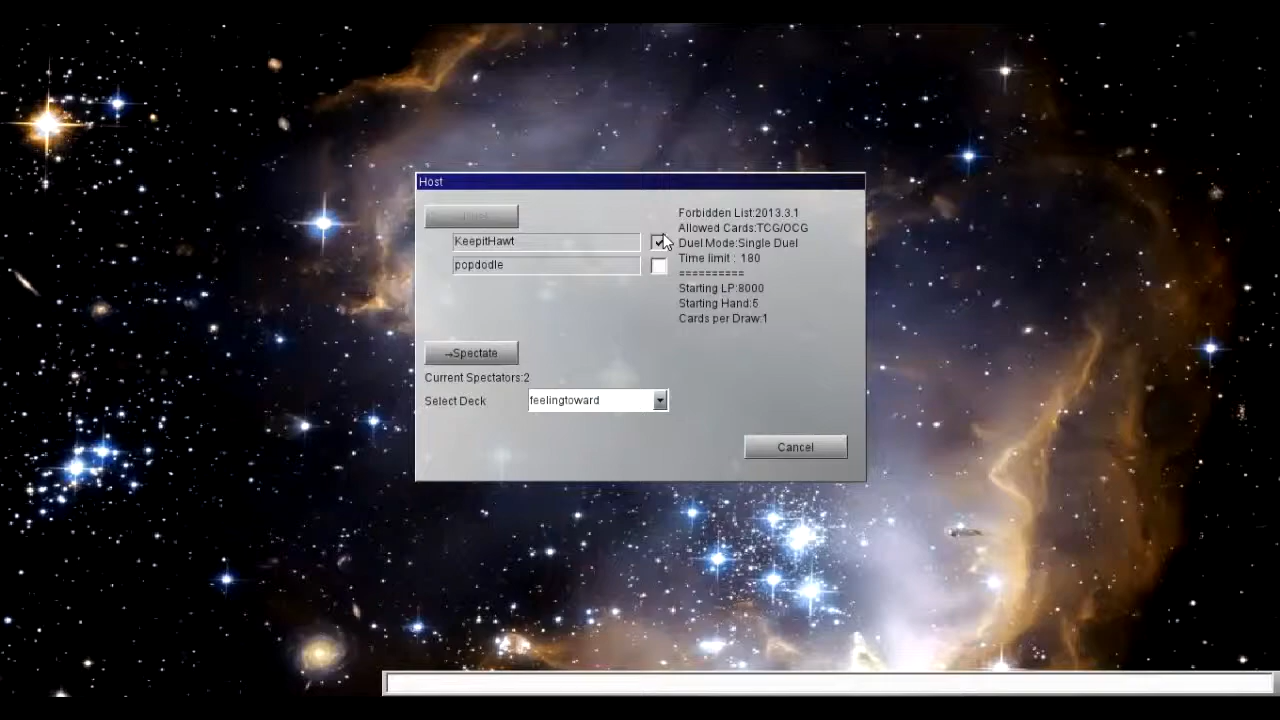 Host
KeepitHawt
popdodle
Forbidden List:2013.3.1
Allowed Cards:TCG/OCG
Duel Mode:Single Duel
Time limit : 180
==========
Starting LP:8000
Starting Hand:5
Cards per Draw:1
→Spectate
Current Spectators:2
Select Deck
feelingtoward
Cancel